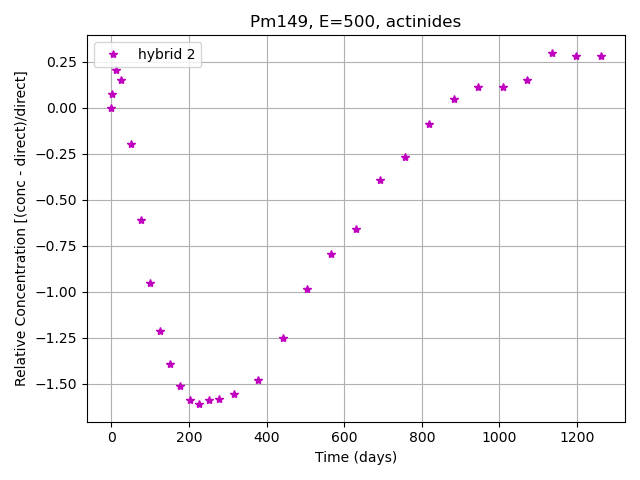 Pm149, E=500, actinides
hybrid 2
Relative Concentration [(conc - direct)/direct]
0.25
0.00
−0.25
−0.50
−0.75
−1.00
−1.25
−1.50
0 200 400 600 800 1000 1200
Time (days)